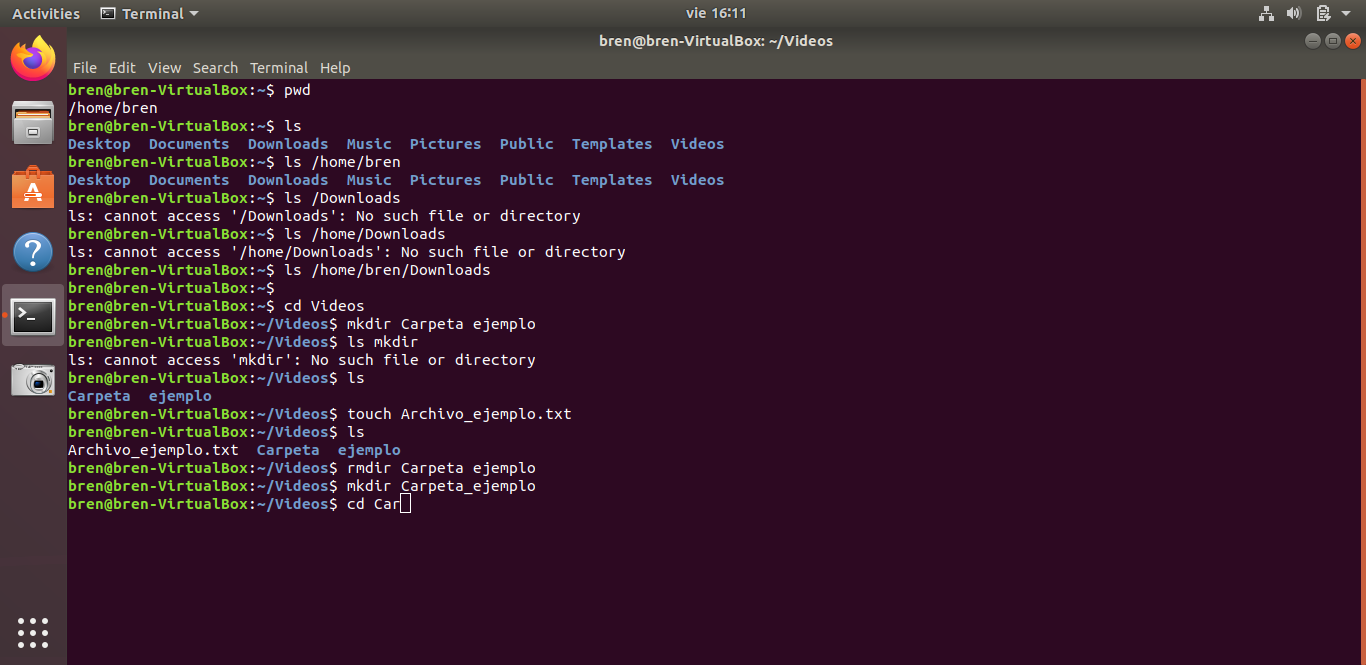 Activities Terminal vie 16:11
bren@bren-VirtualBox: ~/Videos
File Edit View Search Terminal Help
bren@bren-VirtualBox:~$ pwd
/home/bren
bren@bren-VirtualBox:~$ ls
Desktop  Documents  Downloads  Music  Pictures  Public  Templates  Videos
bren@bren-VirtualBox:~$ ls /home/bren
Desktop  Documents  Downloads  Music  Pictures  Public  Templates  Videos
bren@bren-VirtualBox:~$ ls /Downloads
ls: cannot access '/Downloads': No such file or directory
bren@bren-VirtualBox:~$ ls /home/Downloads
ls: cannot access '/home/Downloads': No such file or directory
bren@bren-VirtualBox:~$ ls /home/bren/Downloads
bren@bren-VirtualBox:~$
bren@bren-VirtualBox:~$ cd Videos
bren@bren-VirtualBox:~/Videos$ mkdir Carpeta ejemplo
bren@bren-VirtualBox:~/Videos$ ls mkdir
ls: cannot access 'mkdir': No such file or directory
bren@bren-VirtualBox:~/Videos$ ls
Carpeta  ejemplo
bren@bren-VirtualBox:~/Videos$ touch Archivo_ejemplo.txt
bren@bren-VirtualBox:~/Videos$ ls
Archivo_ejemplo.txt  Carpeta  ejemplo
bren@bren-VirtualBox:~/Videos$ rmdir Carpeta ejemplo
bren@bren-VirtualBox:~/Videos$ mkdir Carpeta_ejemplo
bren@bren-VirtualBox:~/Videos$ cd Car